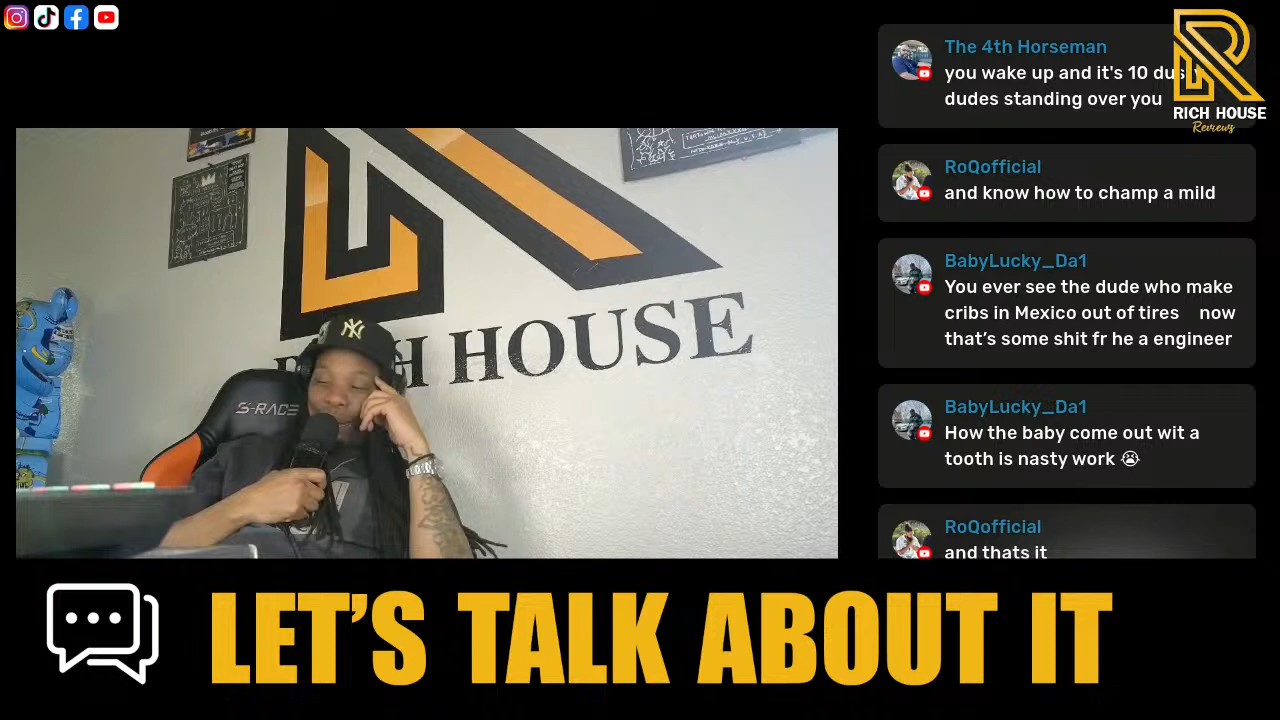 The 4th Horseman
you wake up and it's 10
dudes standing over you
RICH HOUSE
Reviews
RoQofficial
and know how to champ a mild
BabyLucky_Da1
You ever see the dude who make
cribs in Mexico out of tires now
that’s some shit fr he a engineer
BabyLucky_Da1
How the baby come out wit a
tooth is nasty work 😭
RoQofficial
and thats it
HOUSE
NY
S-RACE
LET’S TALK ABOUT IT